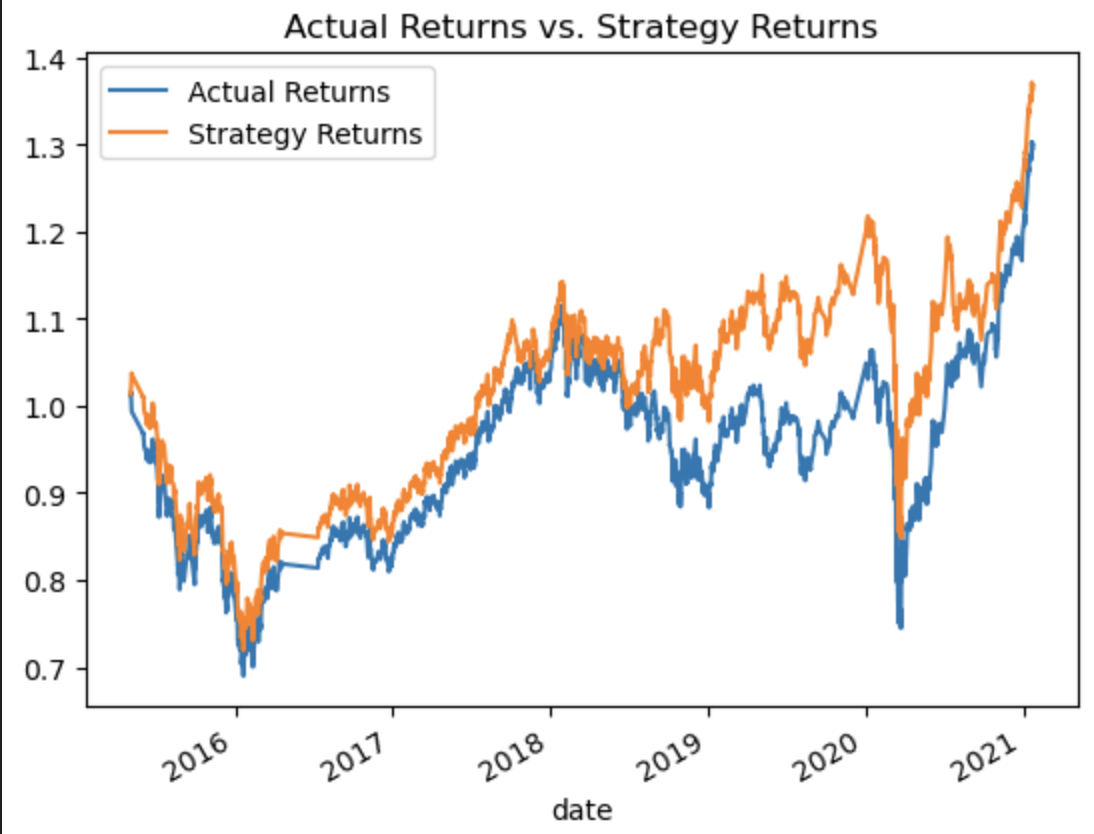 Actual Returns vs. Strategy Returns
Actual Returns
Strategy Returns
1.4
1.3
1.2
1.1
1.0
0.9
0.8
0.7
2016 2017 2018 2019 2020 2021
date